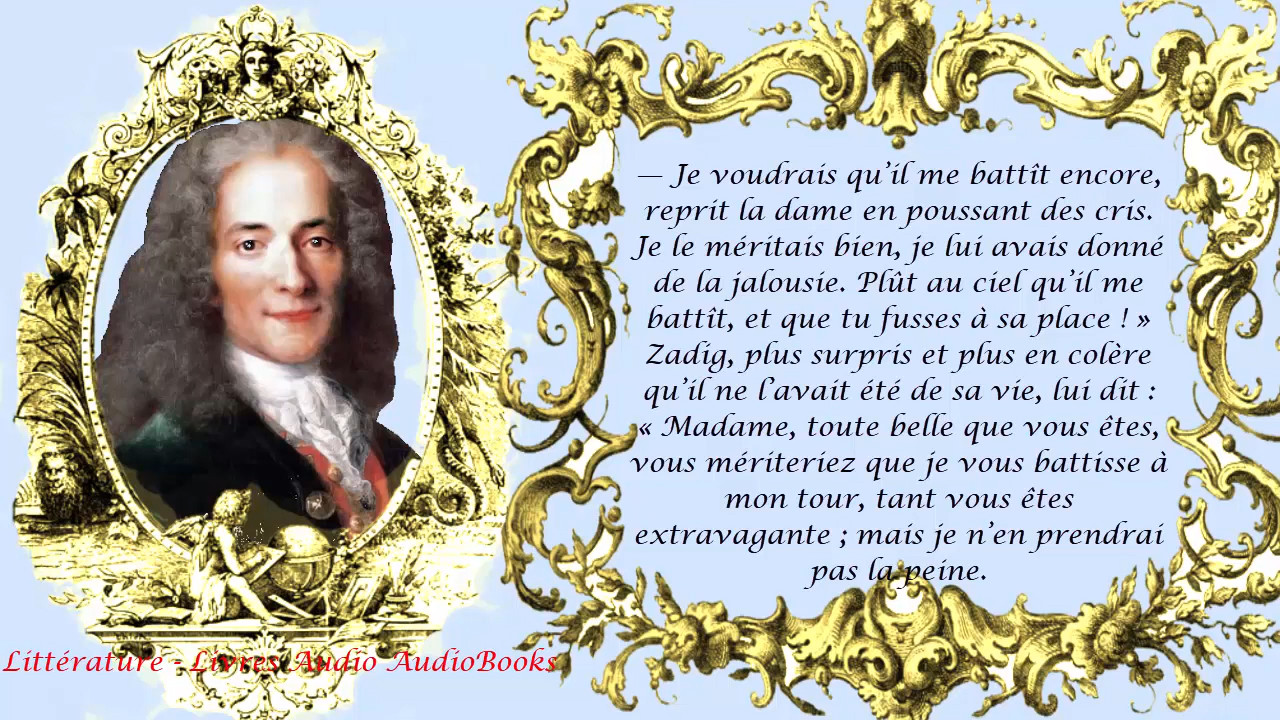 — Je voudrais qu’il me battît encore,
reprit la dame en poussant des cris.
Je le méritais bien, je lui avais donné
de la jalousie. Plût au ciel qu’il me
battît, et que tu fusses à sa place ! »
Zadig, plus surpris et plus en colère
qu’il ne l’avait été de sa vie, lui dit :
« Madame, toute belle que vous êtes,
vous mériteriez que je vous battisse à
mon tour, tant vous êtes
extravagante ; mais je n’en prendrai
pas la peine.
Littérature - Livres Audio AudioBooks